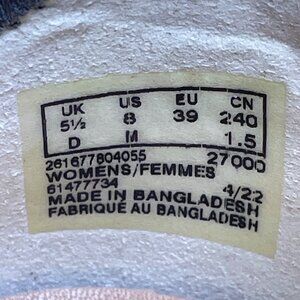 UK US EU CN
5½ 8 39 240
D M 1.5
261677804055 27000
WOMENS/FEMMES
61477734 4/22
MADE IN BANGLADESH
FABRIQUÉ AU BANGLADESH